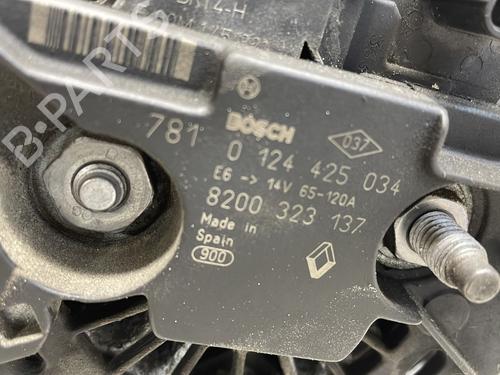 B-PARTS
781
BOSCH
037
0 124 425 034
E6 -> 14V 65-120A
8200 323 137
Made in
Spain
900